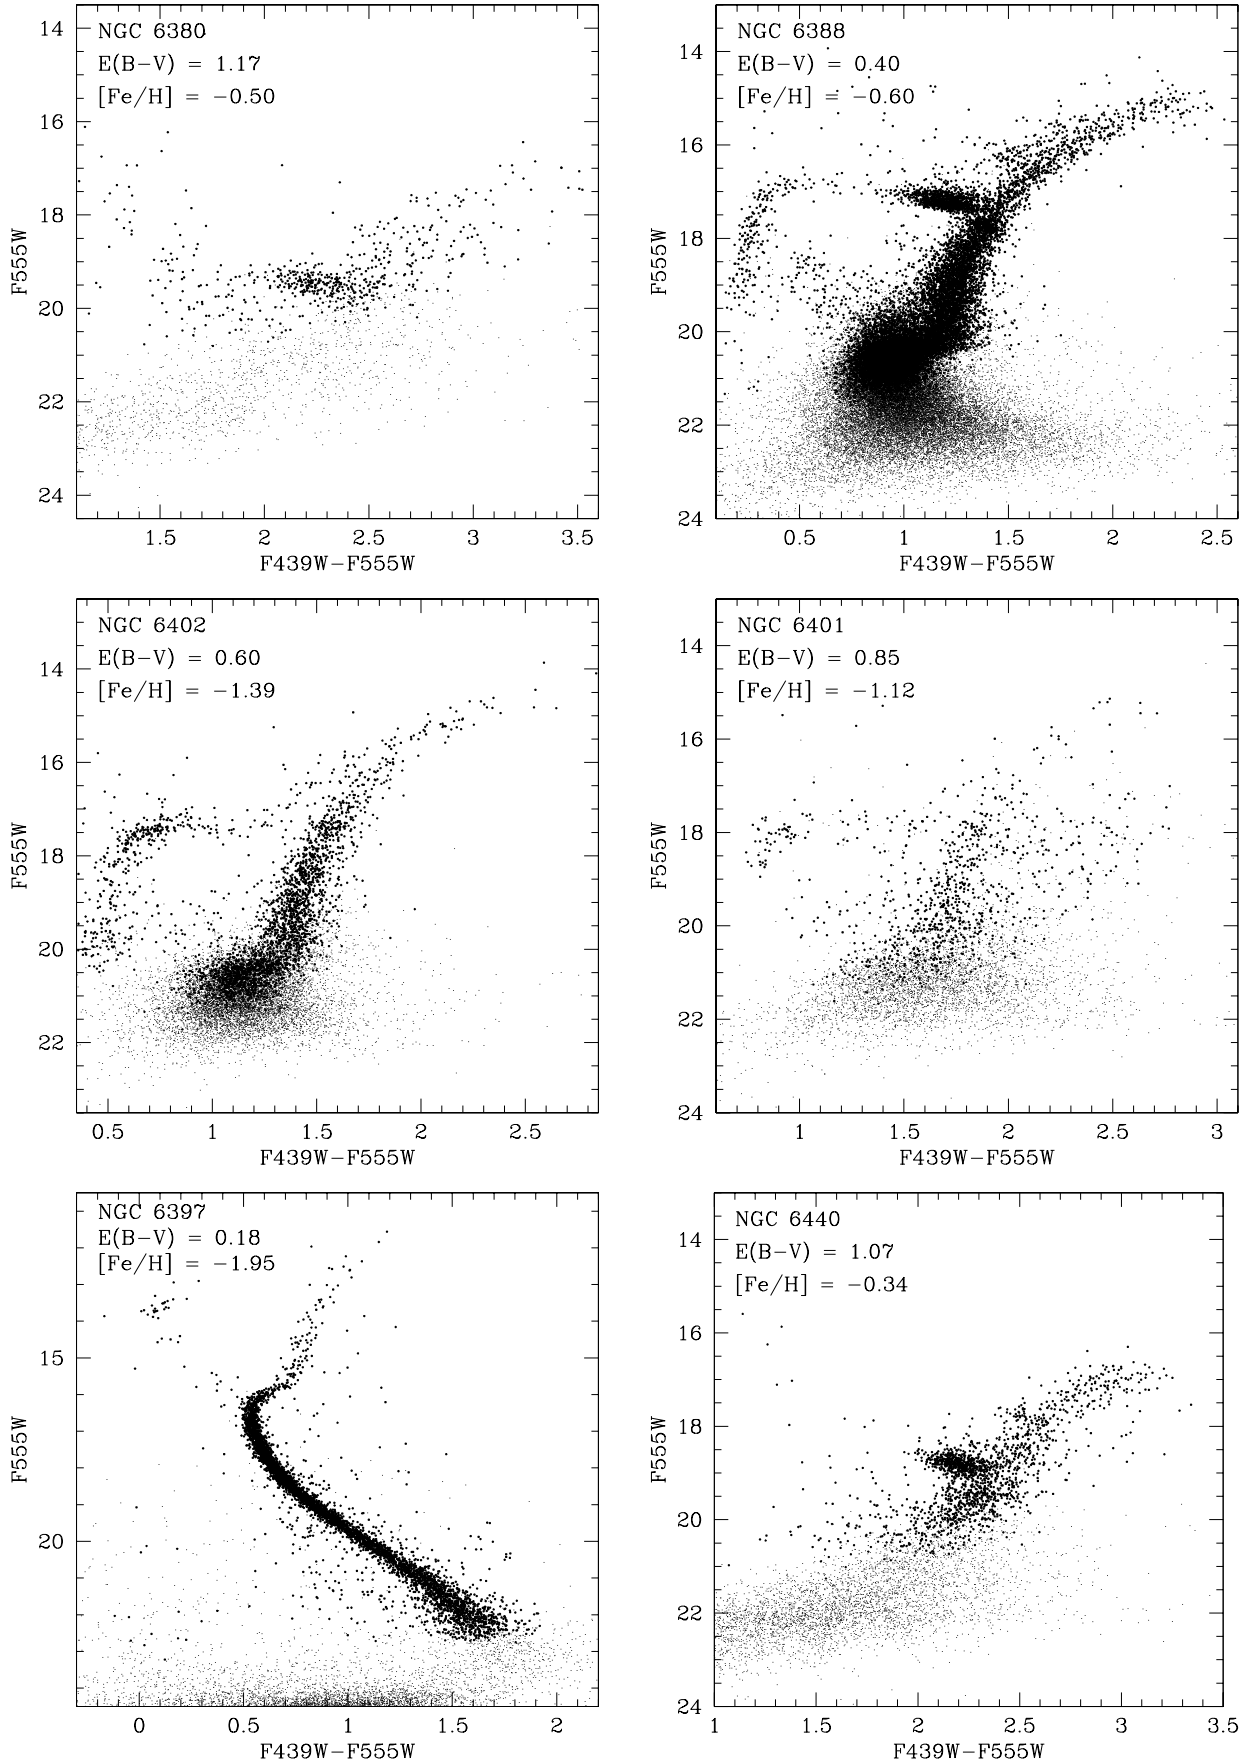 NGC 6380
E(B−V) = 1.17
[Fe/H] = −0.50
14
16
18
20
22
24
F555W
1.5 2 2.5 3 3.5
F439W−F555W
NGC 6388
E(B−V) = 0.40
[Fe/H] = −0.60
14
16
18
20
22
24
F555W
0.5 1 1.5 2 2.5
F439W−F555W
NGC 6402
E(B−V) = 0.60
[Fe/H] = −1.39
14
16
18
20
22
F555W
0.5 1 1.5 2 2.5
F439W−F555W
NGC 6401
E(B−V) = 0.85
[Fe/H] = −1.12
14
16
18
20
22
24
F555W
1 1.5 2 2.5 3
F439W−F555W
NGC 6397
E(B−V) = 0.18
[Fe/H] = −1.95
15
20
F555W
0 0.5 1 1.5 2
F439W−F555W
NGC 6440
E(B−V) = 1.07
[Fe/H] = −0.34
14
16
18
20
22
24
F555W
1 1.5 2 2.5 3 3.5
F439W−F555W